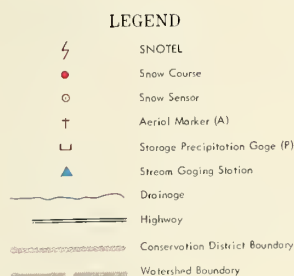 LEGEND
SNOTEL
Snow Course
Snow Sensor
Aerial Marker (A)
Storage Precipitation Gage (P)
Stream Gaging Station
Drainage
Highway
Conservation District Boundary
Watershed Boundary